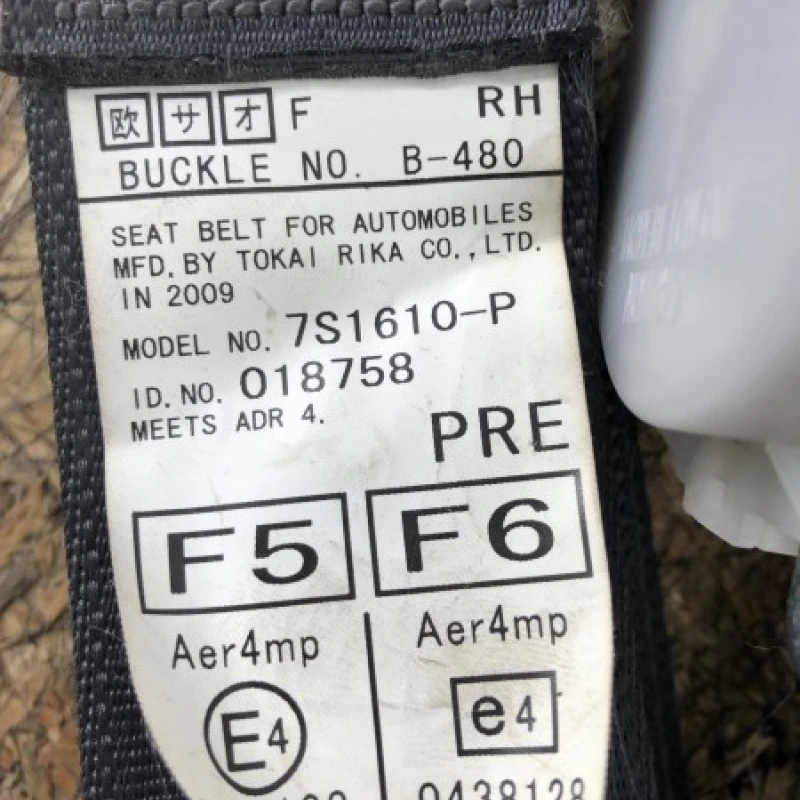 欧 サ オ F RH
BUCKLE NO. B-480
SEAT BELT FOR AUTOMOBILES
MFD. BY TOKAI RIKA CO., LTD.
IN 2009
MODEL NO. 7S1610-P
ID. NO. 018758
MEETS ADR 4.
PRE
F5 F6
Aer4mp Aer4mp
E4 e4
0438128